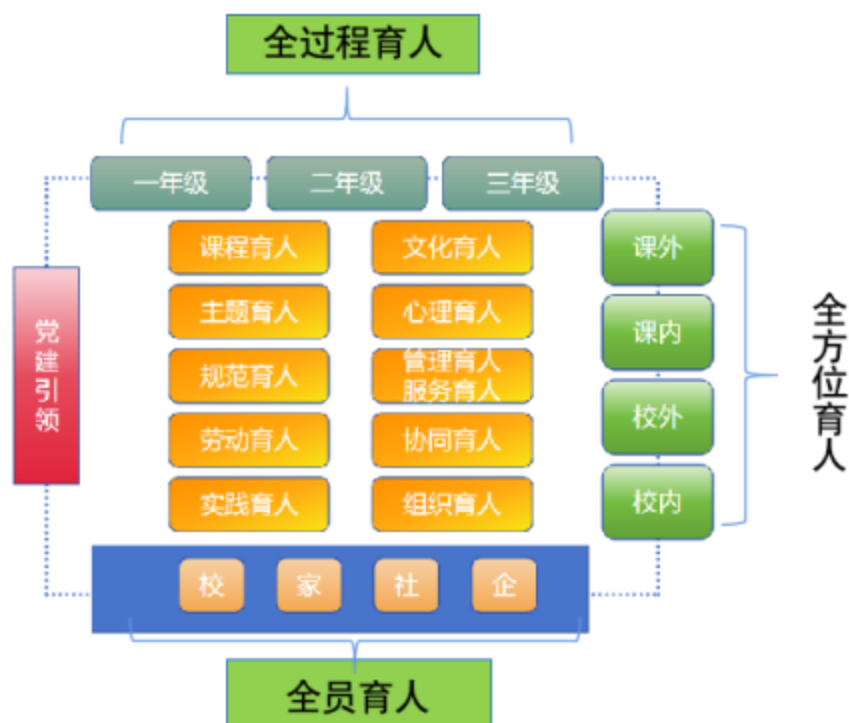 全过程育人
一年级 二年级 三年级
课程育人 文化育人
主题育人 心理育人
规范育人 管理育人
服务育人
劳动育人 协同育人
实践育人 组织育人
党建引领
课外
课内
校外
校内
全方位育人
校 家 社 企
全员育人